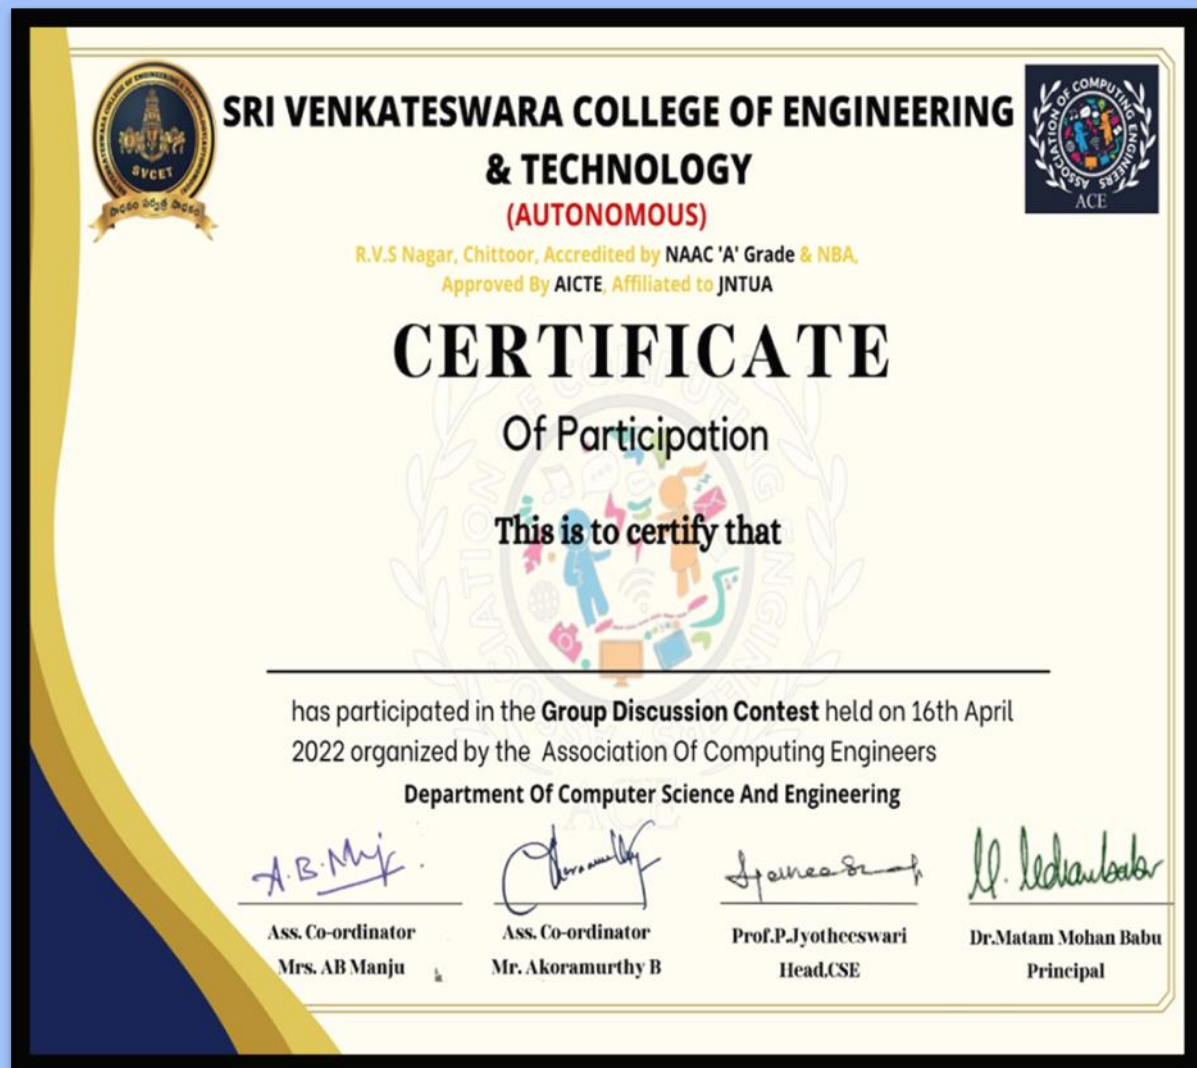 SRI VENKATESWARA COLLEGE OF ENGINEERING
& TECHNOLOGY
(AUTONOMOUS)
R.V.S Nagar, Chittoor, Accredited by NAAC 'A' Grade & NBA,
Approved By AICTE, Affiliated to JNTUA
SVCET
ASSOCIATION OF COMPUTING ENGINEERS
ACE
CERTIFICATE
Of Participation
This is to certify that
has participated in the Group Discussion Contest held on 16th April
2022 organized by the Association Of Computing Engineers
Department Of Computer Science And Engineering
A.B.Mnj
Ass. Co-ordinator
Mrs. AB Manju
Ass. Co-ordinator
Mr. Akoramurthy B
Prof.P.Jyotheeswari
Head,CSE
Dr.Matam Mohan Babu
Principal